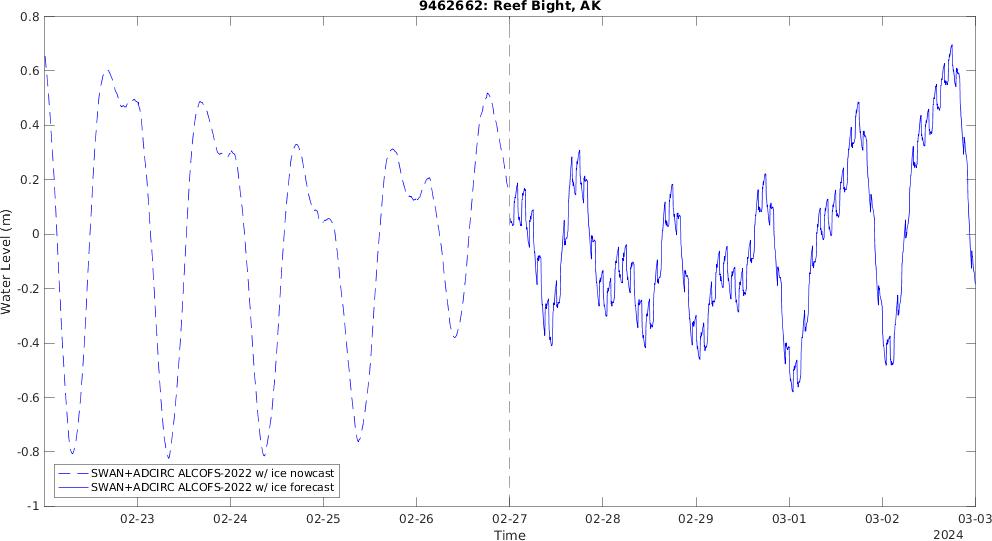 9462662: Reef Bight, AK
0.8
0.6
0.4
0.2
0
-0.2
-0.4
-0.6
-0.8
-1
Water Level (m)
SWAN+ADCIRC ALCOFS-2022 w/ ice nowcast
SWAN+ADCIRC ALCOFS-2022 w/ ice forecast
02-23 02-24 02-25 02-26 02-27 02-28 02-29 03-01 03-02 03-03
Time
2024